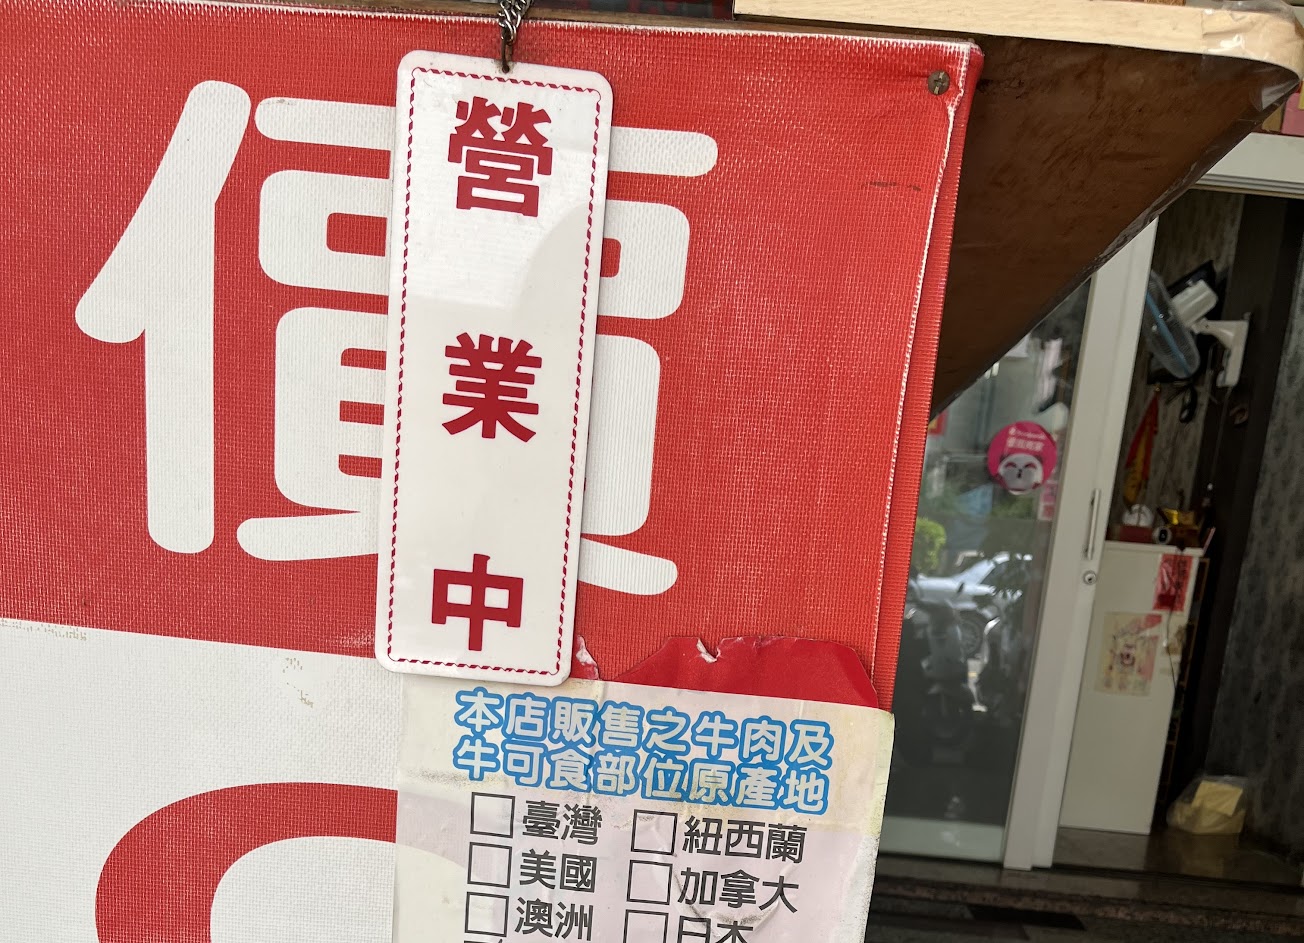 價
營業中
本店販售之牛肉及
牛可食部位原產地
□臺灣 □紐西蘭
□美國 □加拿大
□澳洲 □日本